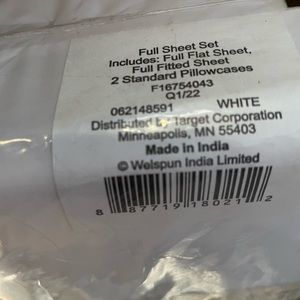 Full Sheet Set
Includes: Full Flat Sheet,
Full Fitted Sheet
2 Standard Pillowcases
F16754043
Q1/22
062148591 WHITE
Distributed by Target Corporation
Minneapolis, MN 55403
Made in India
© Welspun India Limited
8 87719 18021 2